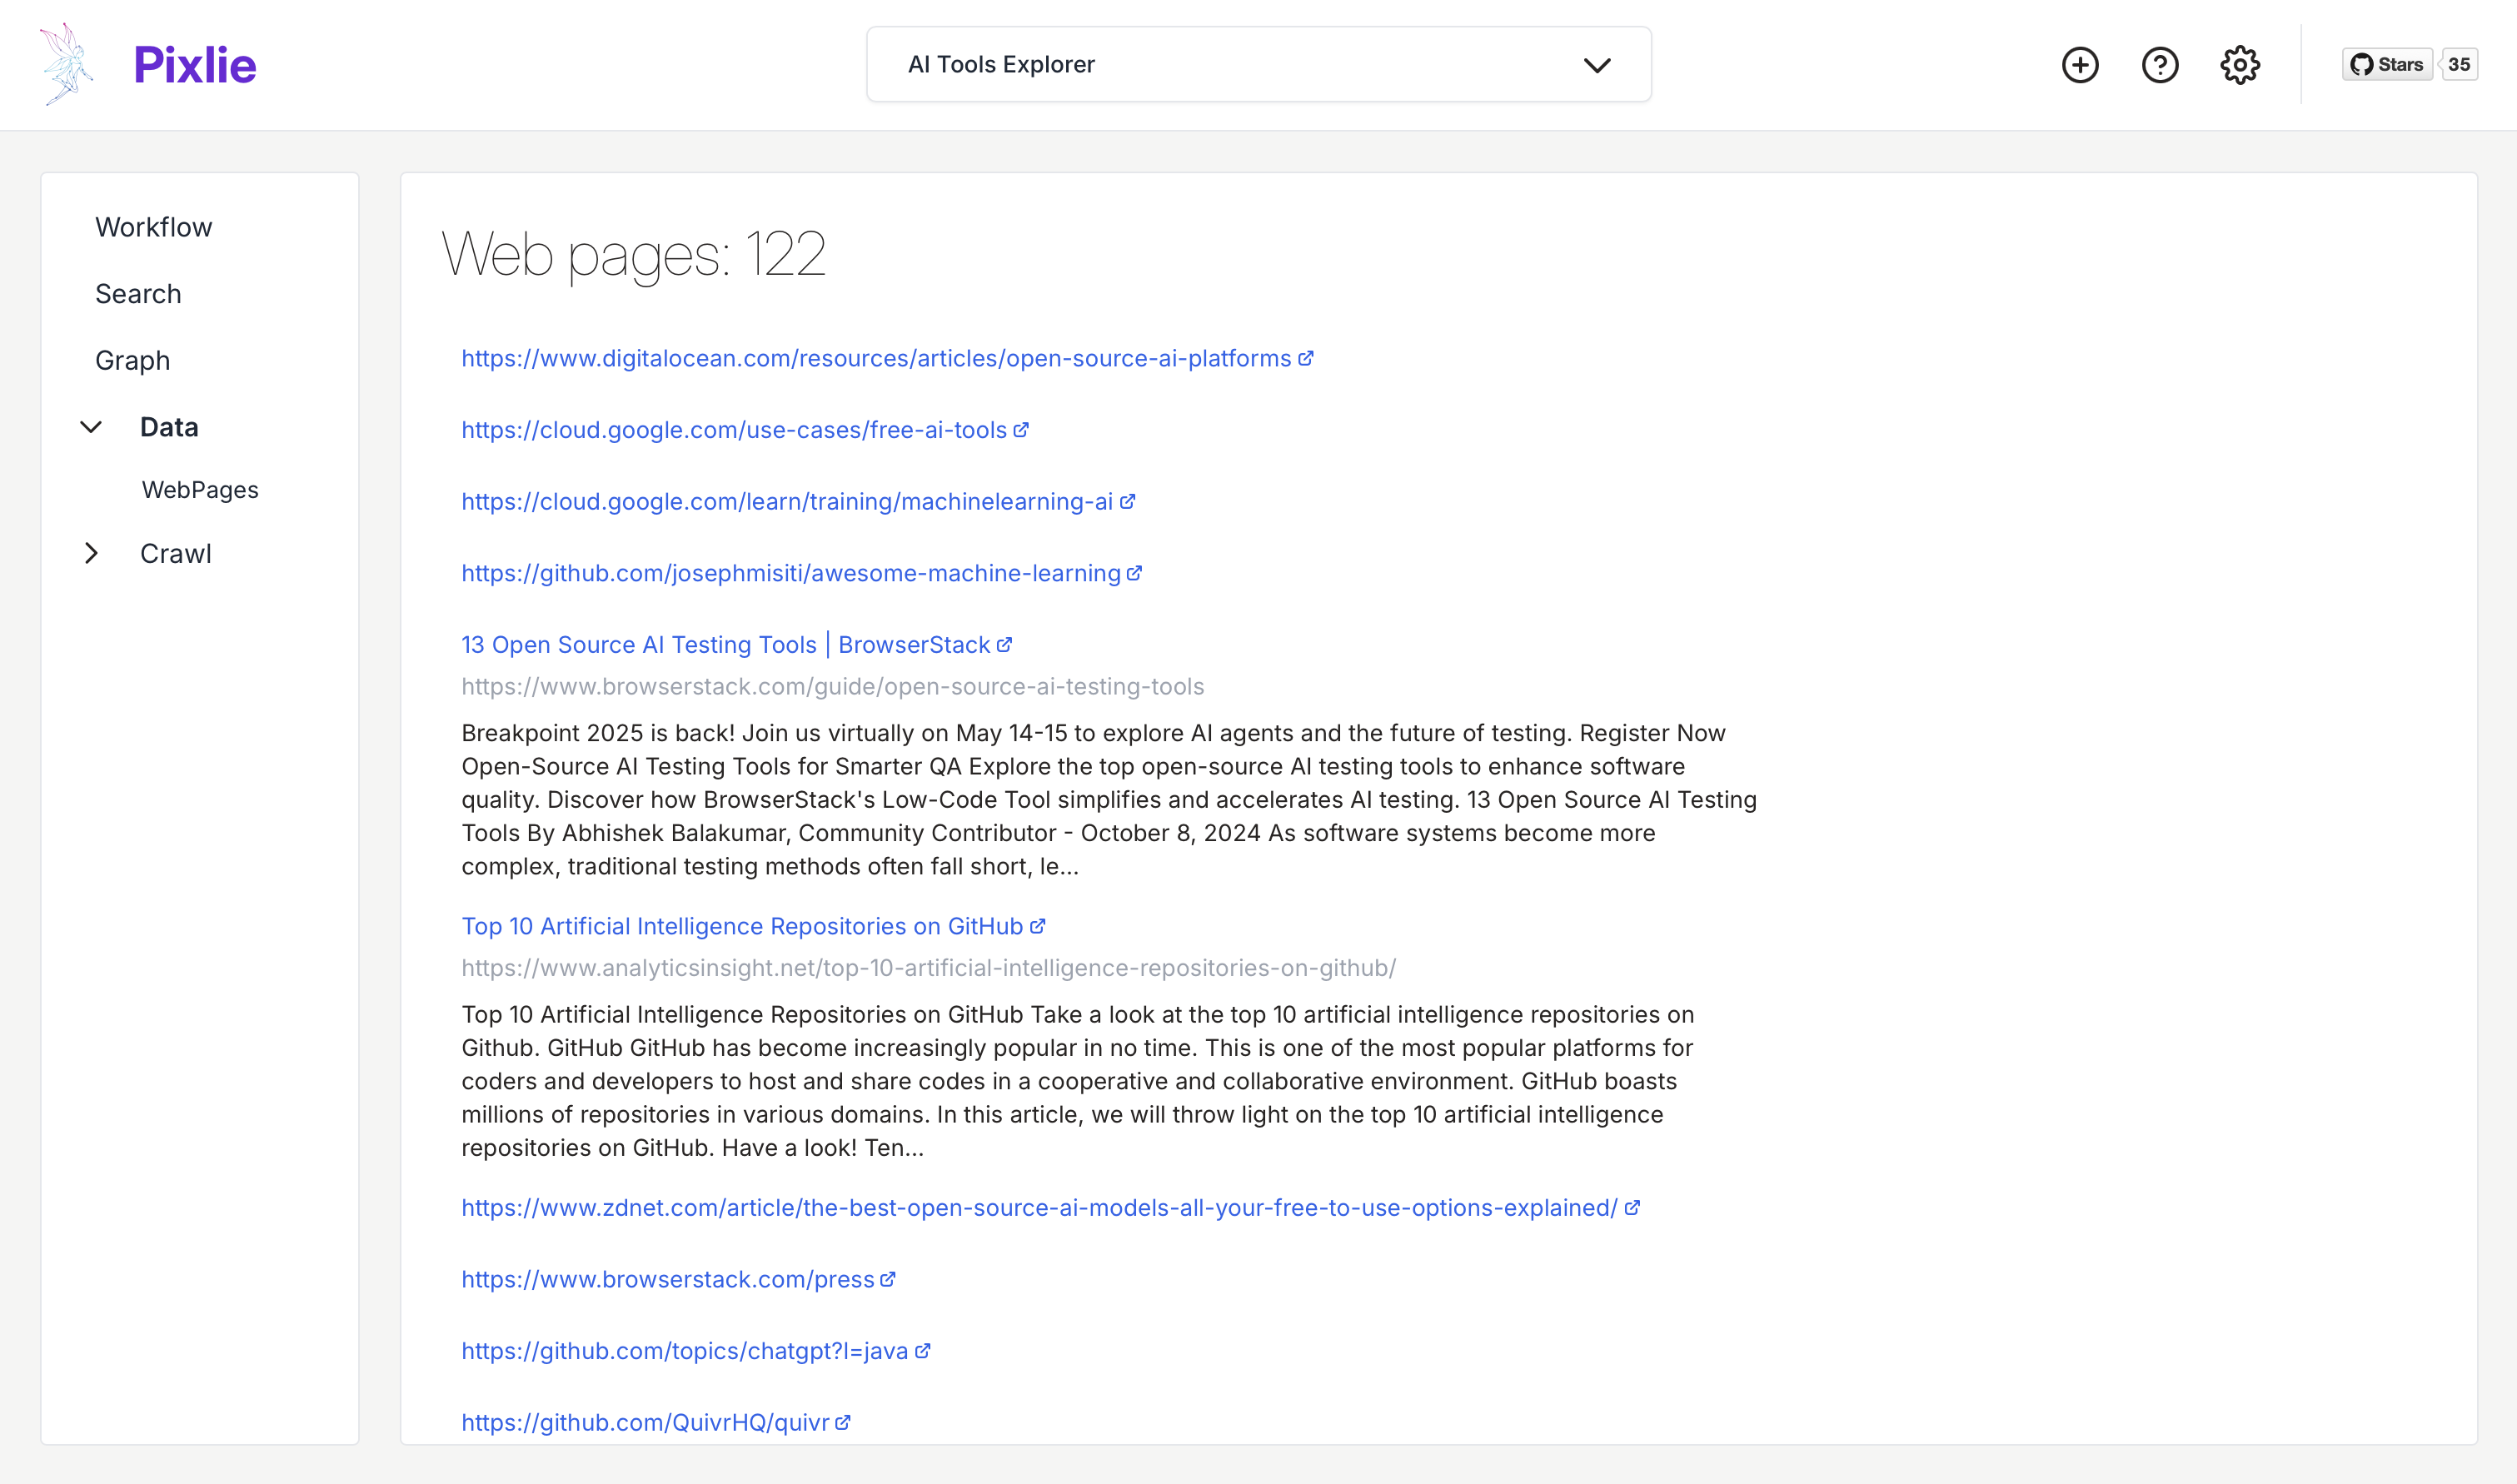 Pixlie
AI Tools Explorer
Stars
35
Workflow
Search
Graph
Data
WebPages
Crawl
Web pages: 122
https://www.digitalocean.com/resources/articles/open-source-ai-platforms
https://cloud.google.com/use-cases/free-ai-tools
https://cloud.google.com/learn/training/machinelearning-ai
https://github.com/josephmisiti/awesome-machine-learning
13 Open Source AI Testing Tools | BrowserStack
https://www.browserstack.com/guide/open-source-ai-testing-tools
Breakpoint 2025 is back! Join us virtually on May 14-15 to explore AI agents and the future of testing. Register Now
Open-Source AI Testing Tools for Smarter QA Explore the top open-source AI testing tools to enhance software
quality. Discover how BrowserStack's Low-Code Tool simplifies and accelerates AI testing. 13 Open Source AI Testing
Tools By Abhishek Balakumar, Community Contributor - October 8, 2024 As software systems become more
complex, traditional testing methods often fall short, le...
Top 10 Artificial Intelligence Repositories on GitHub
https://www.analyticsinsight.net/top-10-artificial-intelligence-repositories-on-github/
Top 10 Artificial Intelligence Repositories on GitHub Take a look at the top 10 artificial intelligence repositories on
Github. GitHub GitHub has become increasingly popular in no time. This is one of the most popular platforms for
coders and developers to host and share codes in a cooperative and collaborative environment. GitHub boasts
millions of repositories in various domains. In this article, we will throw light on the top 10 artificial intelligence
repositories on GitHub. Have a look! Ten...
https://www.zdnet.com/article/the-best-open-source-ai-models-all-your-free-to-use-options-explained/
https://www.browserstack.com/press
https://github.com/topics/chatgpt?l=java
https://github.com/QuivrHQ/quivr